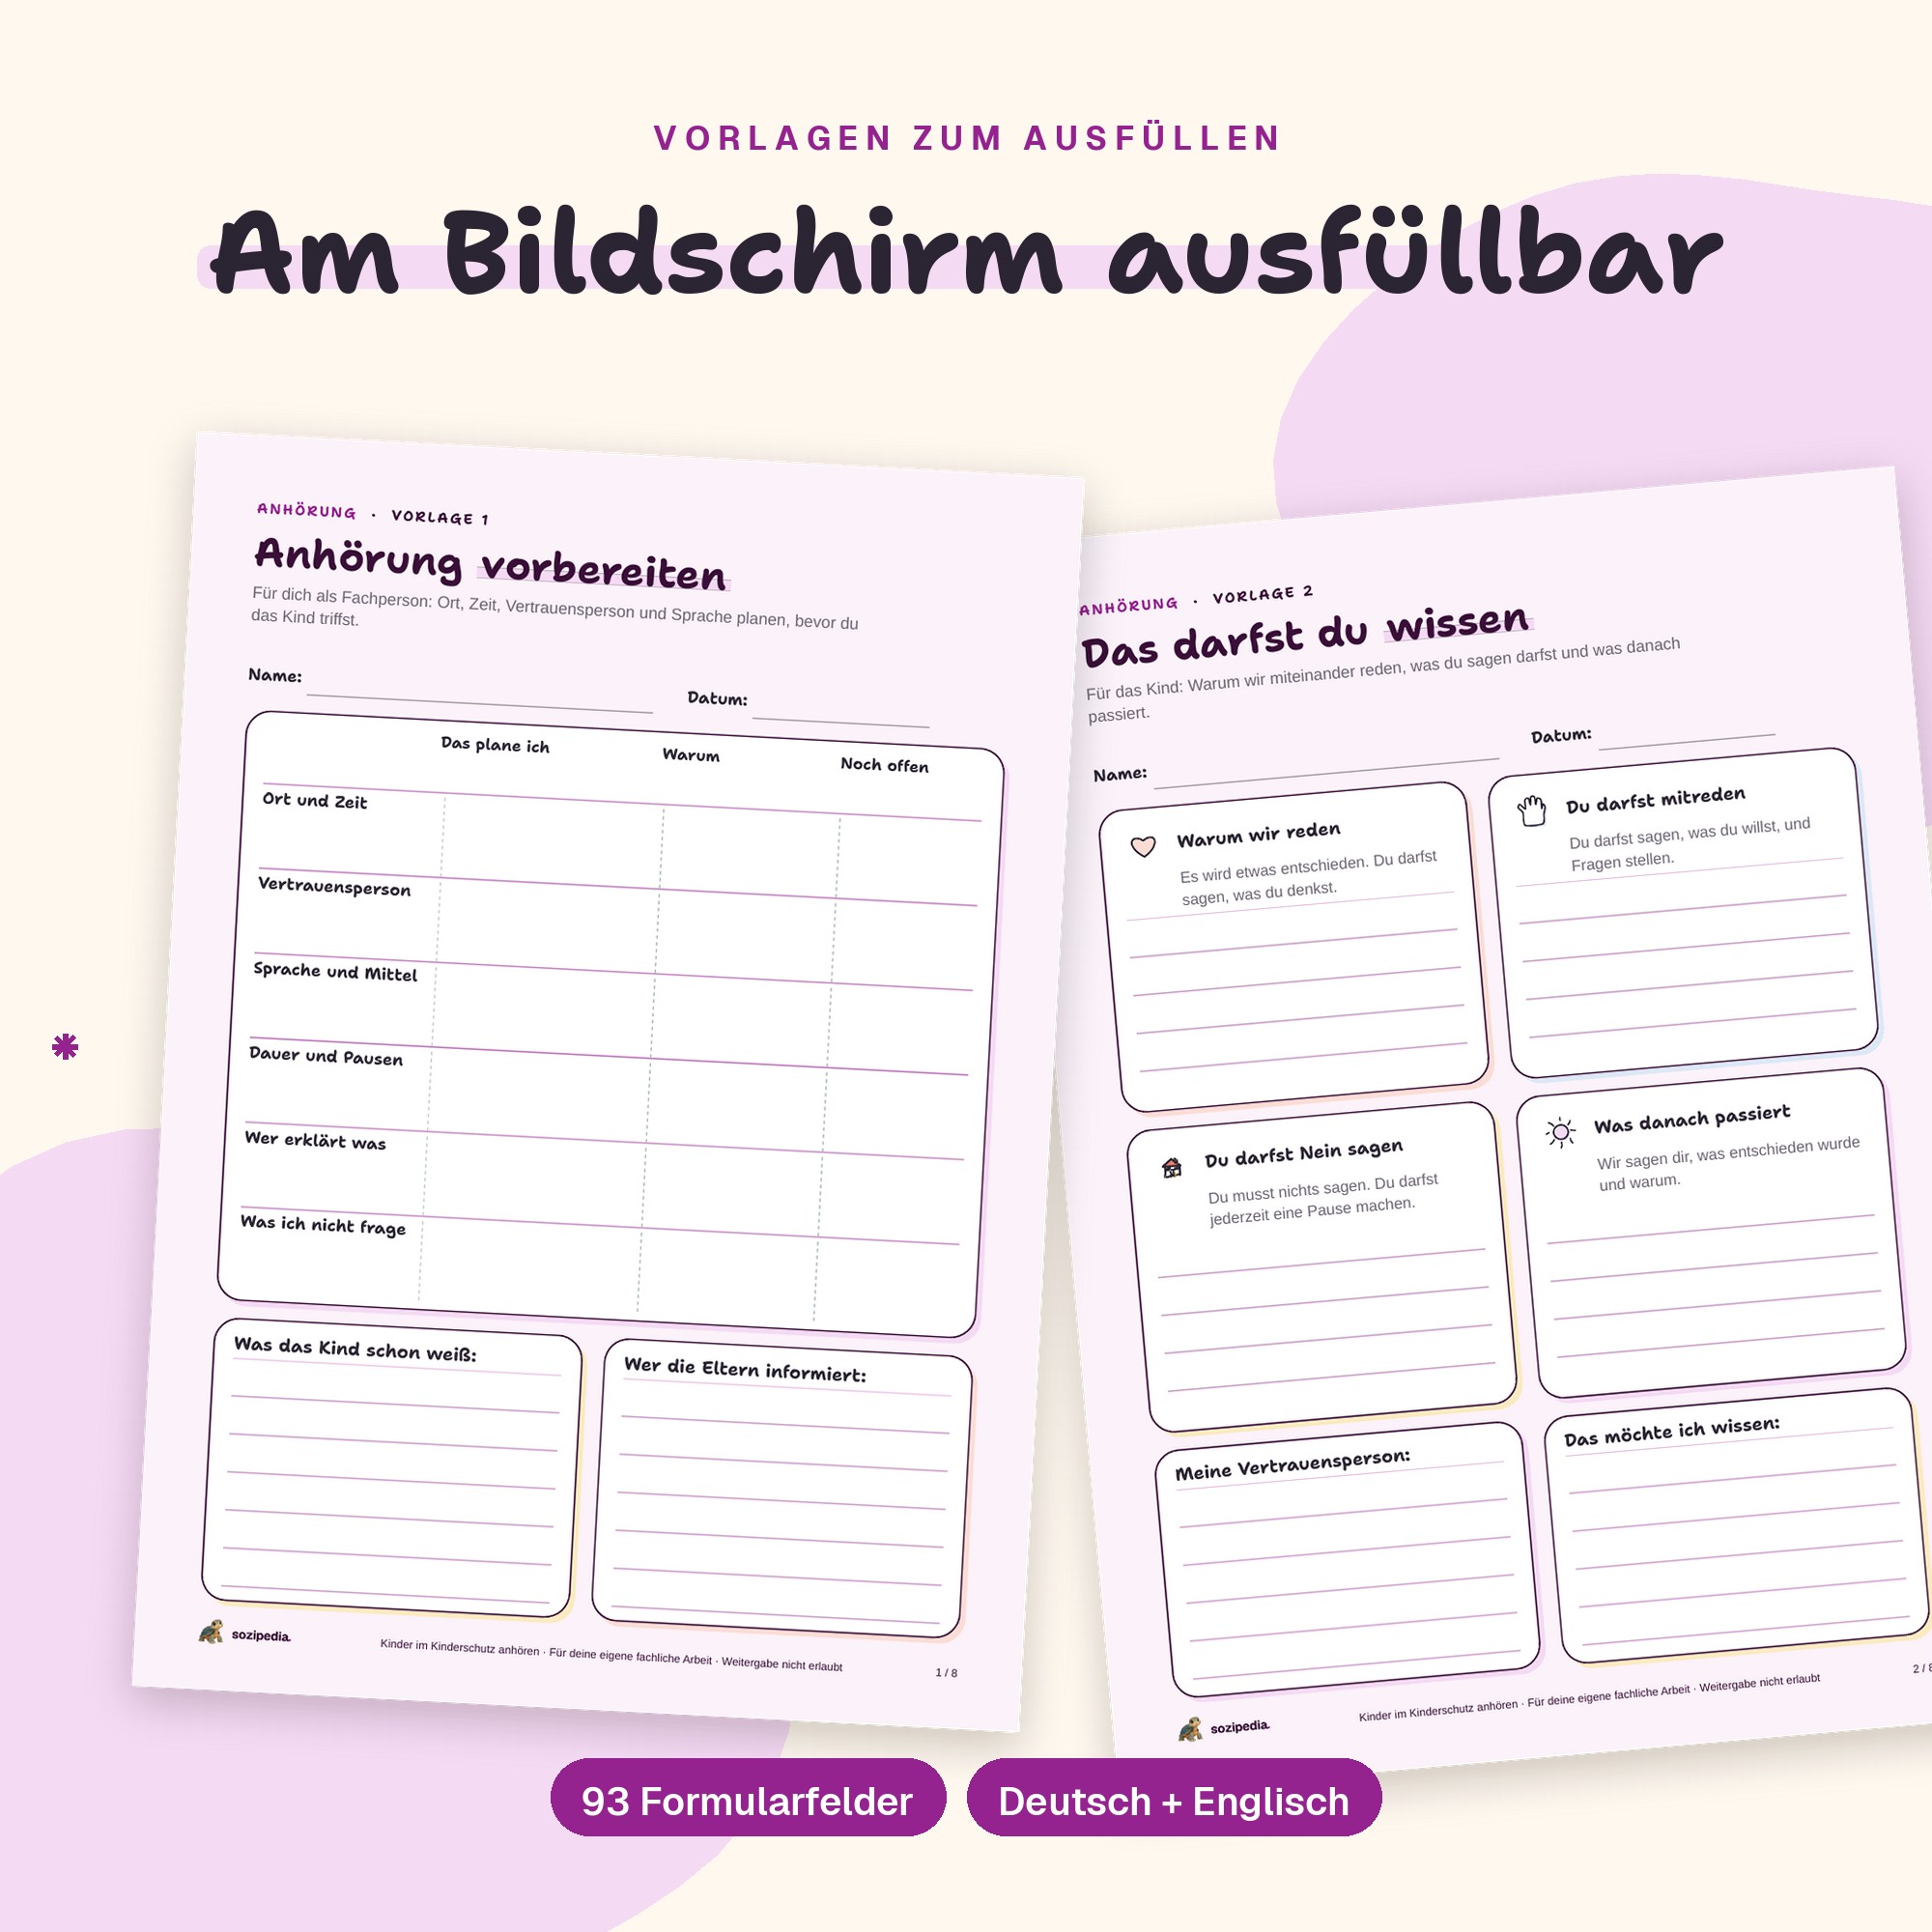 VORLAGEN ZUM AUSFÜLLEN
Am Bildschirm ausfüllbar
ANHÖRUNG · VORLAGE 1
Anhörung vorbereiten
Für dich als Fachperson: Ort, Zeit, Vertrauensperson und Sprache planen, bevor du
das Kind triffst.
Name:
Datum:
Das plane ich
Warum
Noch offen
Ort und Zeit
Vertrauensperson
Sprache und Mittel
Dauer und Pausen
Wer erklärt was
Was ich nicht frage
Was das Kind schon weiß:
Wer die Eltern informiert:
sozipedia.
Kinder im Kinderschutz anhören · Für deine eigene fachliche Arbeit · Weitergabe nicht erlaubt
1 / 8
ANHÖRUNG · VORLAGE 2
Das darfst du wissen
Für das Kind: Warum wir miteinander reden, was du sagen darfst und was danach
passiert.
Name:
Datum:
Warum wir reden
Es wird etwas entschieden. Du darfst
sagen, was du denkst.
Du darfst mitreden
Du darfst sagen, was du willst, und
Fragen stellen.
Du darfst Nein sagen
Du musst nichts sagen. Du darfst
jederzeit eine Pause machen.
Was danach passiert
Wir sagen dir, was entschieden wurde
und warum.
Meine Vertrauensperson:
Das möchte ich wissen:
sozipedia.
Kinder im Kinderschutz anhören · Für deine eigene fachliche Arbeit · Weitergabe nicht erlaubt
2 / 8
93 Formularfelder
Deutsch + Englisch